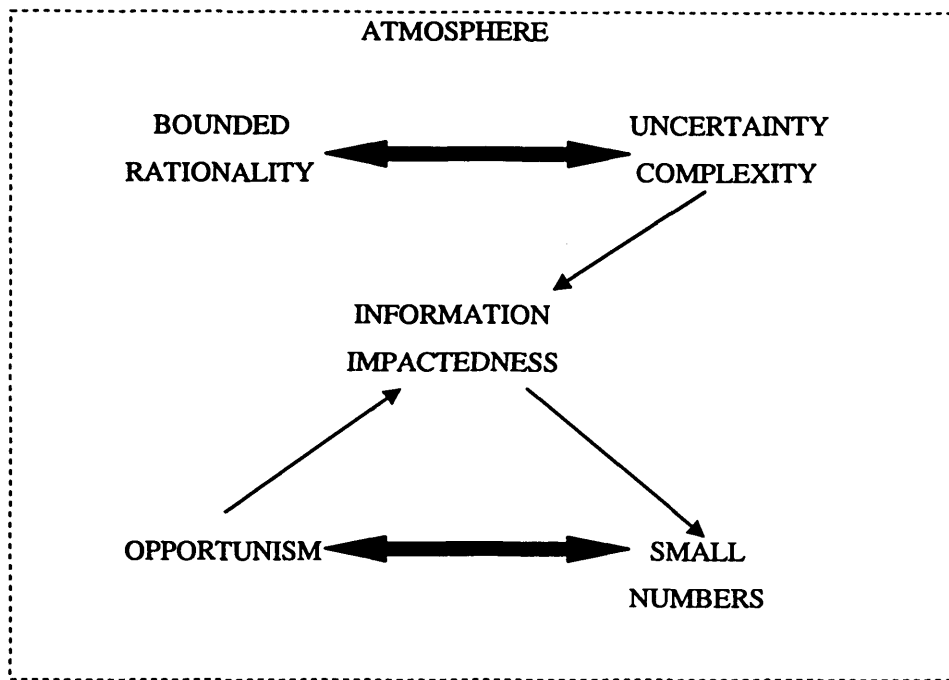 ATMOSPHERE
BOUNDED
RATIONALITY
UNCERTAINTY
COMPLEXITY
INFORMATION
IMPACTEDNESS
OPPORTUNISM
SMALL
NUMBERS